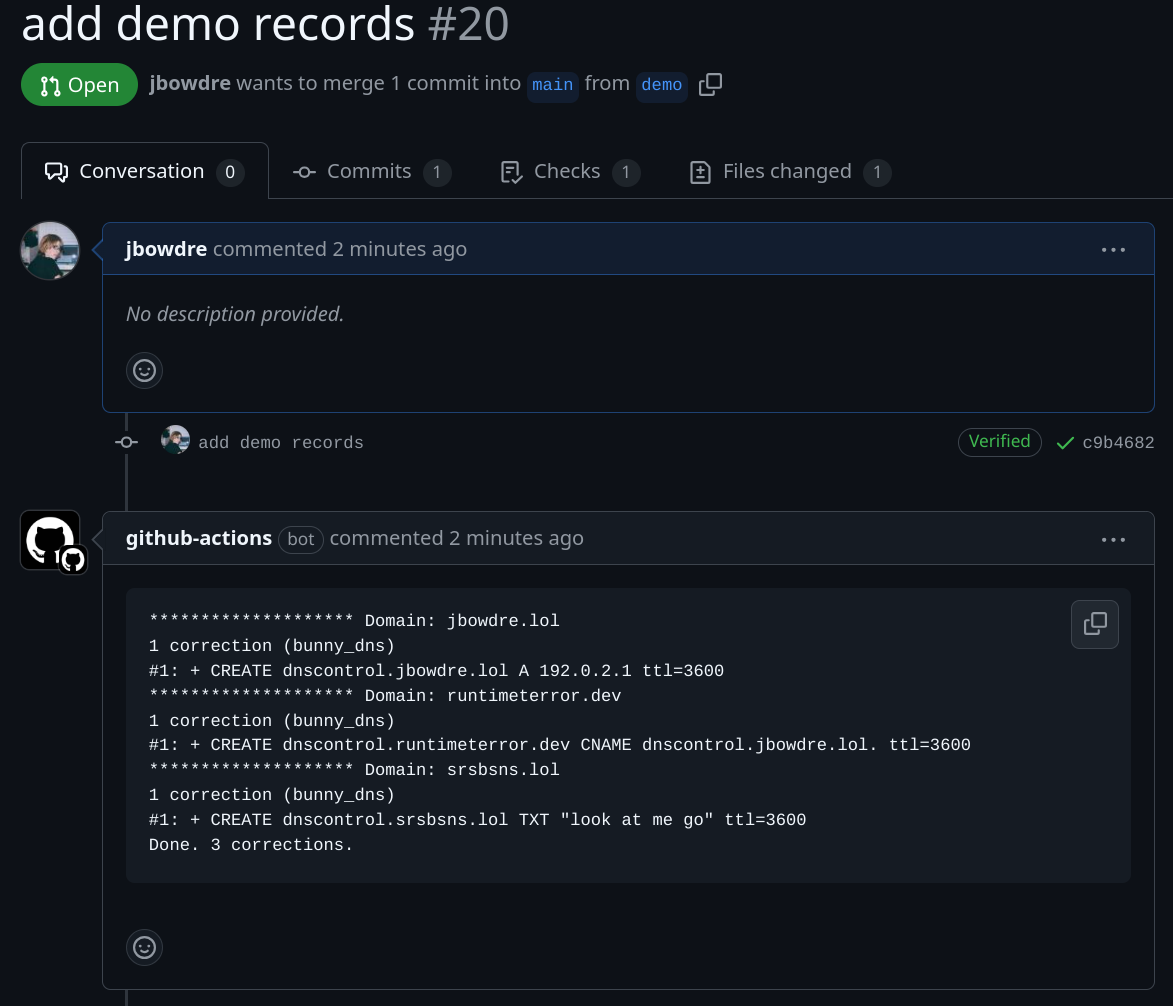 add demo records #20
Open jbowdre wants to merge 1 commit into main from demo
Conversation 0 Commits 1 Checks 1 Files changed 1
jbowdre commented 2 minutes ago
No description provided.
add demo records Verified c9b4682
github-actions bot commented 2 minutes ago
******************** Domain: jbowdre.lol
1 correction (bunny_dns)
#1: + CREATE dnscontrol.jbowdre.lol A 192.0.2.1 ttl=3600
******************** Domain: runtimeterror.dev
1 correction (bunny_dns)
#1: + CREATE dnscontrol.runtimeterror.dev CNAME dnscontrol.jbowdre.lol. ttl=3600
******************** Domain: srsbsns.lol
1 correction (bunny_dns)
#1: + CREATE dnscontrol.srsbsns.lol TXT "look at me go" ttl=3600
Done. 3 corrections.